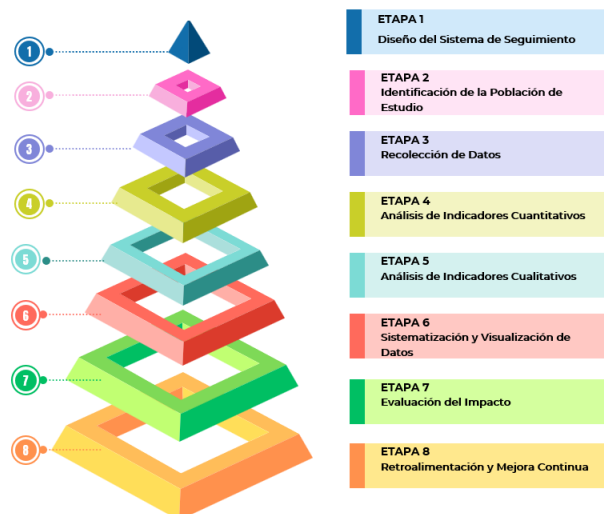 1
ETAPA 1
Diseño del Sistema de Seguimiento
2
ETAPA 2
Identificación de la Población de
Estudio
3
ETAPA 3
Recolección de Datos
4
ETAPA 4
Análisis de Indicadores Cuantitativos
5
ETAPA 5
Análisis de Indicadores Cualitativos
6
ETAPA 6
Sistematización y Visualización de
Datos
7
ETAPA 7
Evaluación del Impacto
8
ETAPA 8
Retroalimentación y Mejora Continua